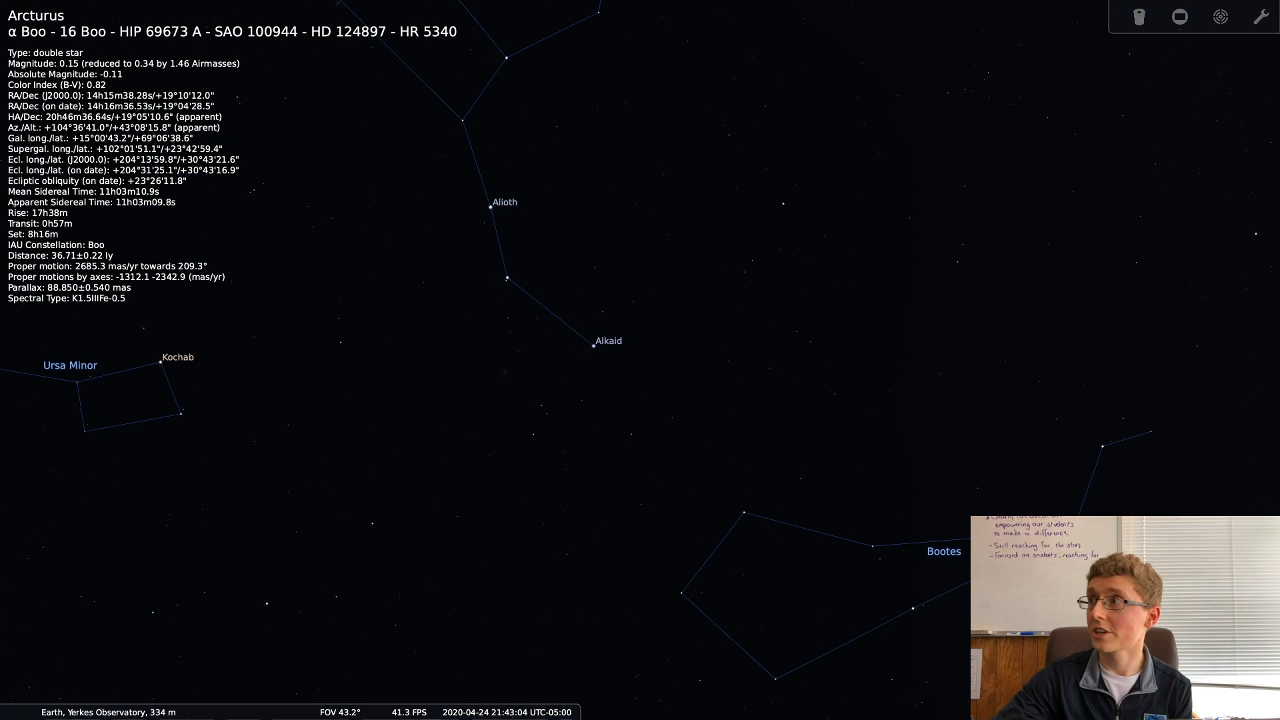 Arcturus
α Boo - 16 Boo - HIP 69673 A - SAO 100944 - HD 124897 - HR 5340
Type: double star
Magnitude: 0.15 (reduced to 0.34 by 1.46 Airmasses)
Absolute Magnitude: -0.11
Color Index (B-V): 0.82
RA/Dec (J2000.0): 14h15m38.28s/+19°10'12.0"
RA/Dec (on date): 14h16m36.53s/+19°04'28.5"
HA/Dec: 20h46m36.64s/+19°05'10.6" (apparent)
Az./Alt.: +104°36'41.0"/+43°08'15.8" (apparent)
Gal. long./lat.: +15°00'43.2"/+69°06'38.6"
Supergal. long./lat.: +102°01'51.1"/+23°42'59.4"
Ecl. long./lat. (J2000.0): +204°13'59.8"/+30°43'21.6"
Ecl. long./lat. (on date): +204°31'25.1"/+30°43'16.9"
Ecliptic obliquity (on date): +23°26'11.8"
Mean Sidereal Time: 11h03m10.9s
Apparent Sidereal Time: 11h03m09.8s
Rise: 17h38m
Transit: 0h57m
Set: 8h16m
IAU Constellation: Boo
Distance: 36.71±0.22 ly
Proper motion: 2685.3 mas/yr towards 209.3°
Proper motions by axes: -1312.1 -2342.9 (mas/yr)
Parallax: 88.850±0.540 mas
Spectral Type: K1.5IIIFe-0.5
Alioth
Alkaid
Kochab
Ursa Minor
Bootes
empowering our students
to make a difference
- Still reaching for the stars
- Focused on students, reaching for
Earth, Yerkes Observatory, 334 m FOV 43.2° 41.3 FPS 2020-04-24 21:43:04 UTC-05:00